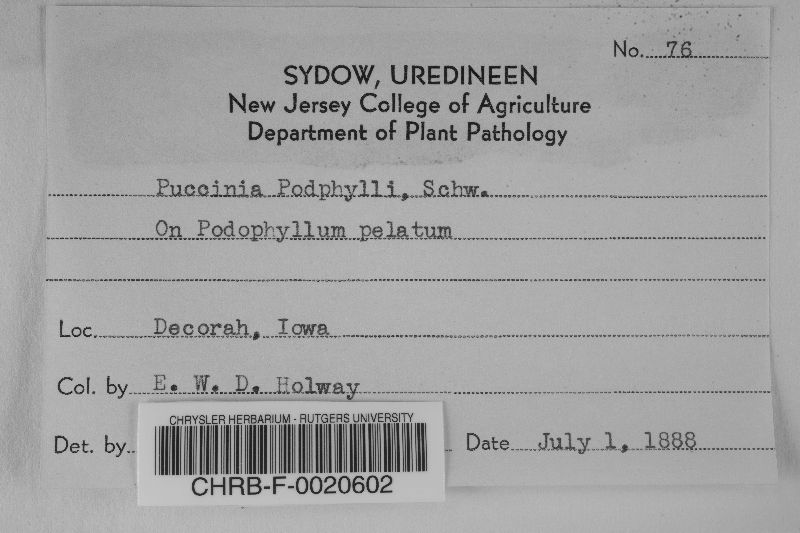 No. 76
SYDOW, UREDINEEN
New Jersey College of Agriculture
Department of Plant Pathology
Puccinia Podphylli, Schw.
On Podophyllum pelatum
Loc. Decorah, Iowa
Col. by E. W. D. Holway
Det. by
Date July 1, 1888
CHRYSLER HERBARIUM - RUTGERS UNIVERSITY
CHRB-F-0020602